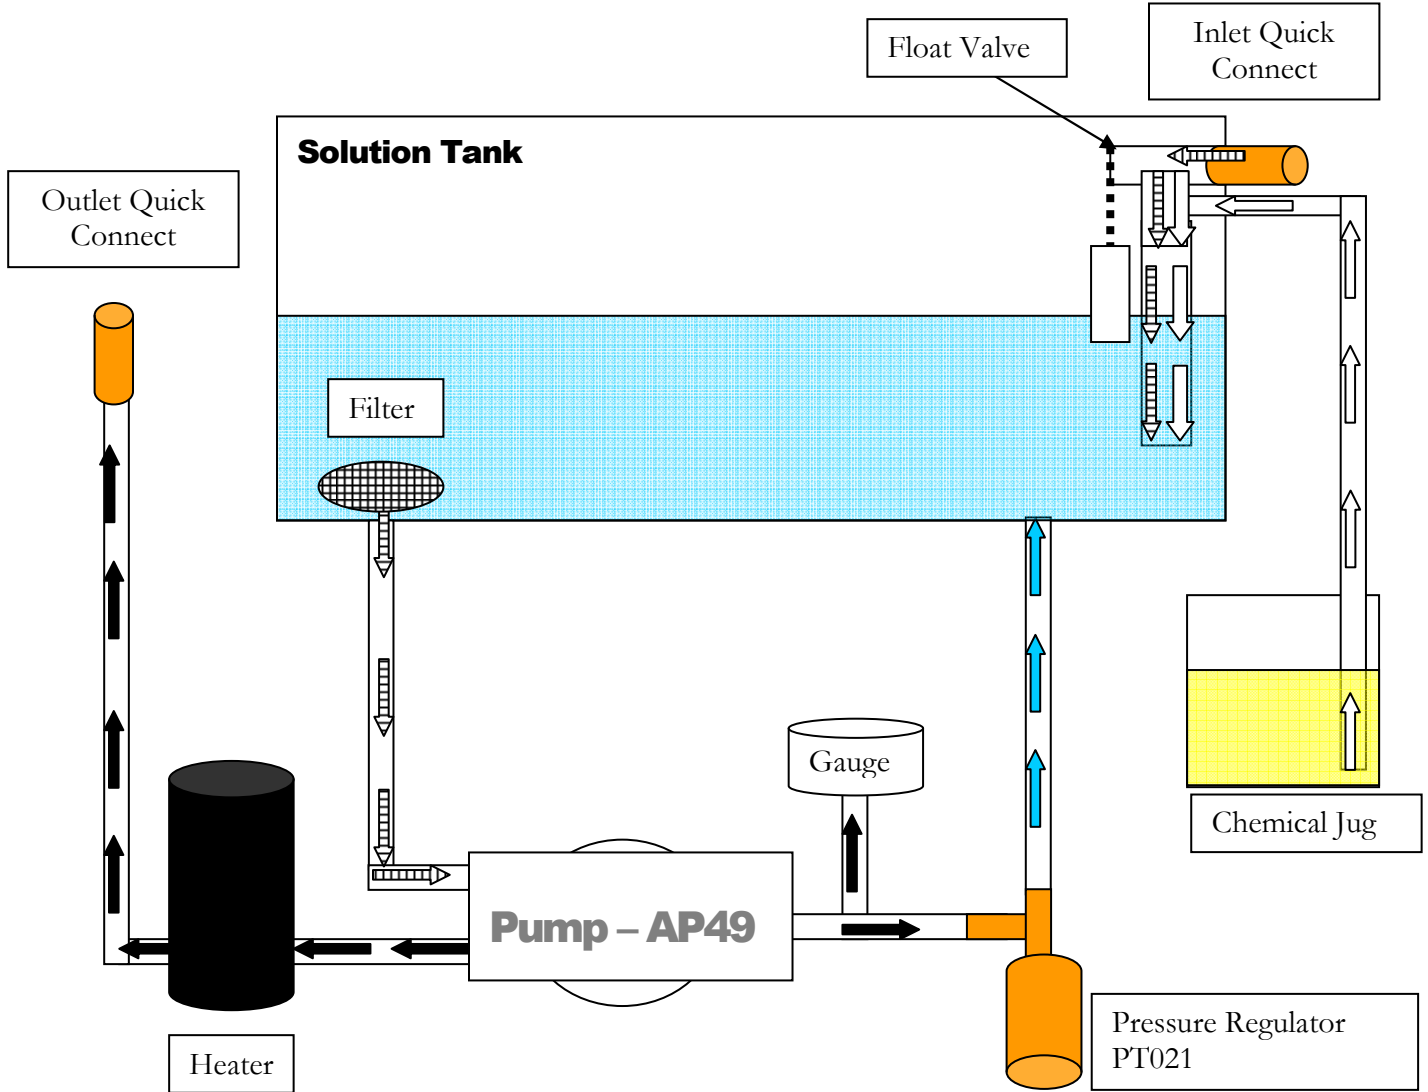 Float Valve
Inlet Quick
Connect
Solution Tank
Outlet Quick
Connect
Filter
Gauge
Chemical Jug
Pump – AP49
Pressure Regulator
PT021
Heater